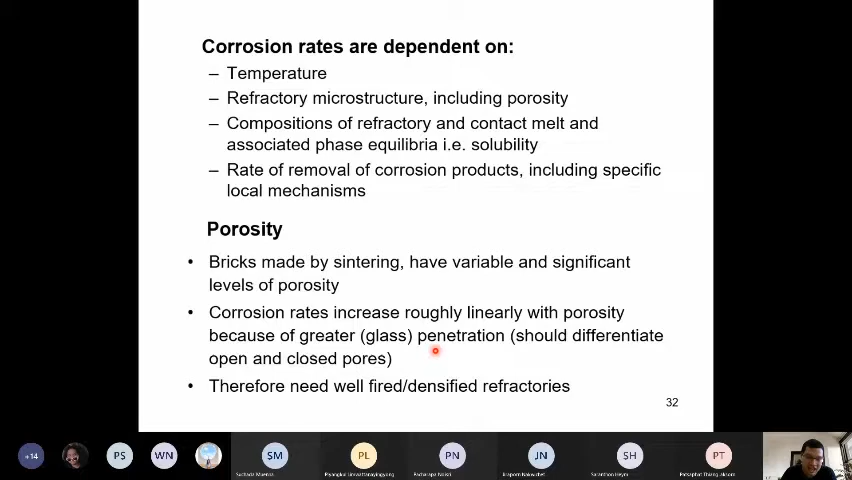 Corrosion rates are dependent on:
– Temperature
– Refractory microstructure, including porosity
– Compositions of refractory and contact melt and
associated phase equilibria i.e. solubility
– Rate of removal of corrosion products, including specific
local mechanisms
Porosity
• Bricks made by sintering, have variable and significant
levels of porosity
• Corrosion rates increase roughly linearly with porosity
because of greater (glass) penetration (should differentiate
open and closed pores)
• Therefore need well fired/densified refractories
32
+14 PS WN SM PL PN JN SH PT